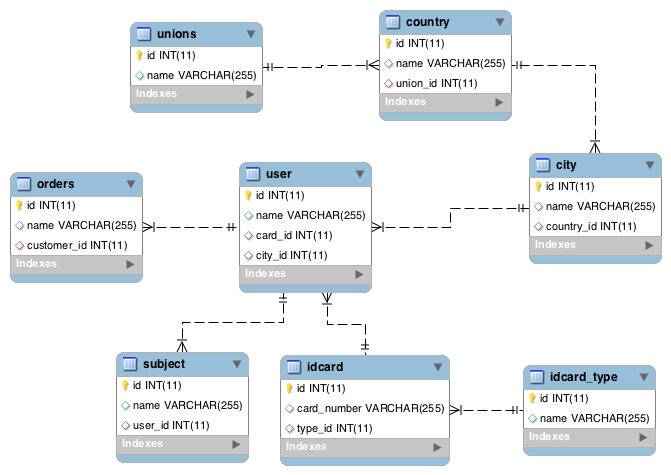 unions
id INT(11)
name VARCHAR(255)
Indexes
country
id INT(11)
name VARCHAR(255)
union_id INT(11)
Indexes
city
id INT(11)
name VARCHAR(255)
country_id INT(11)
Indexes
user
id INT(11)
name VARCHAR(255)
card_id INT(11)
city_id INT(11)
Indexes
orders
id INT(11)
name VARCHAR(255)
customer_id INT(11)
Indexes
subject
id INT(11)
name VARCHAR(255)
user_id INT(11)
Indexes
idcard
id INT(11)
card_number VARCHAR(255)
type_id INT(11)
Indexes
idcard_type
id INT(11)
name VARCHAR(255)
Indexes